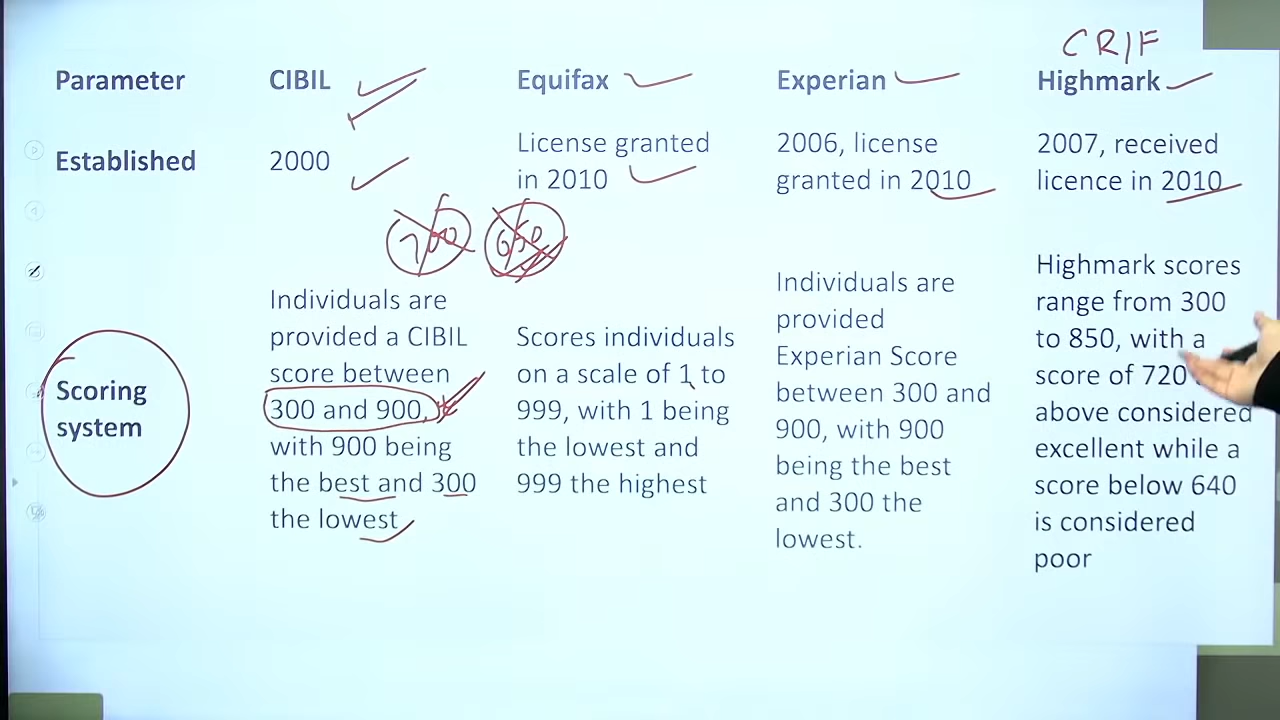 CRIF
Parameter
CIBIL
Equifax
Experian
Highmark
Established
2000
License granted
in 2010
2006, license
granted in 2010
2007, received
licence in 2010
700
650
Scoring
system
Individuals are
provided a CIBIL
score between
300 and 900,
with 900 being
the best and 300
the lowest
Scores individuals
on a scale of 1 to
999, with 1 being
the lowest and
999 the highest
Individuals are
provided
Experian Score
between 300 and
900, with 900
being the best
and 300 the
lowest.
Highmark scores
range from 300
to 850, with a
score of 720
above considered
excellent while a
score below 640
is considered
poor